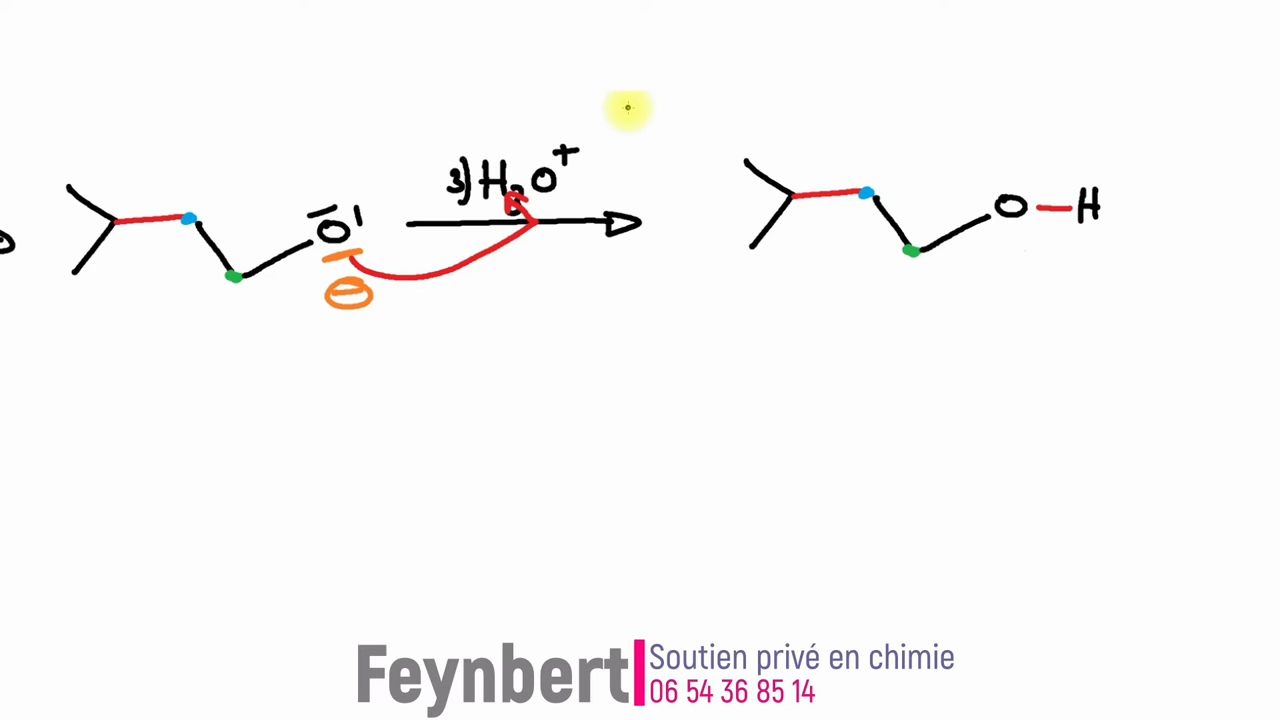 3) H₃O⁺
O
⊖
O — H
Feynbert
Soutien privé en chimie
06 54 36 85 14